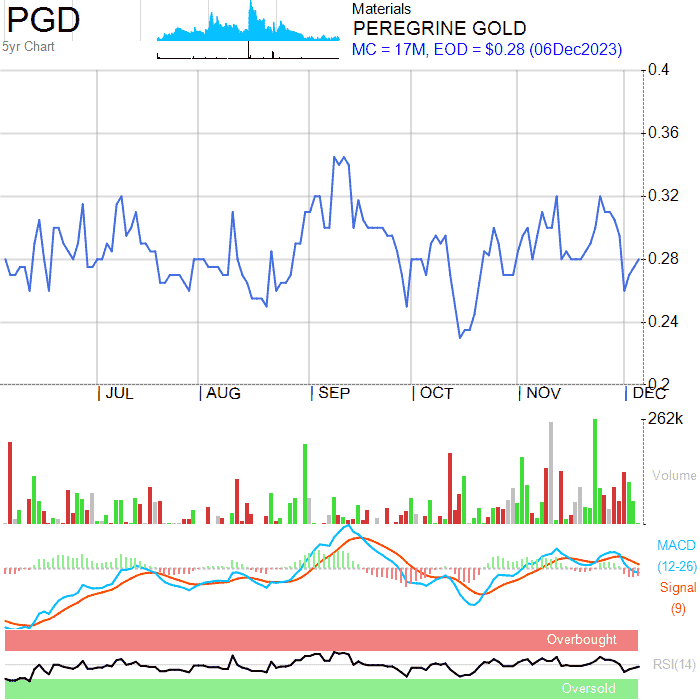 PGD
5yr Chart
Materials
PEREGRINE GOLD
MC = 17M, EOD = $0.28 (06Dec2023)
0.4
0.36
0.32
0.28
0.24
0.2
JUL
AUG
SEP
OCT
NOV
DEC
262k
Volume
MACD
(12-26)
Signal
(9)
Overbought
RSI(14)
Oversold